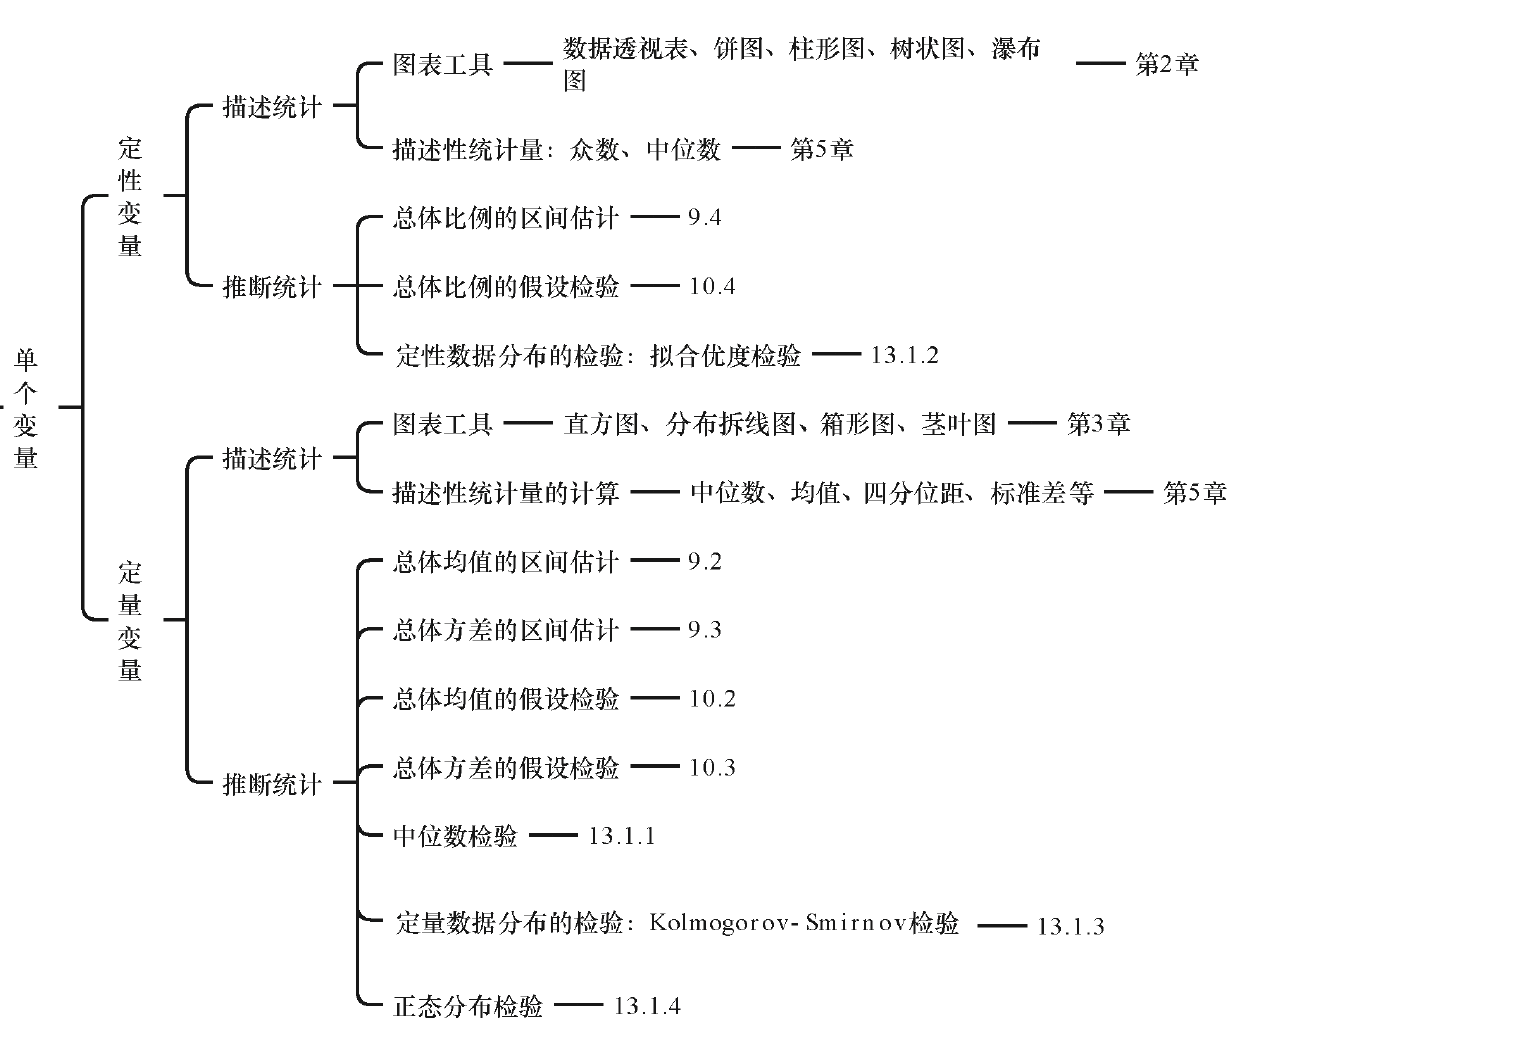 单个变量
定性变量
描述统计
图表工具
数据透视表、饼图、柱形图、树状图、瀑布
图
第2章
描述性统计量：众数、中位数
第5章
推断统计
总体比例的区间估计
9.4
总体比例的假设检验
10.4
定性数据分布的检验：拟合优度检验
13.1.2
定量变量
描述统计
图表工具
直方图、分布拆线图、箱形图、茎叶图
第3章
描述性统计量的计算
中位数、均值、四分位距、标准差等
第5章
推断统计
总体均值的区间估计
9.2
总体方差的区间估计
9.3
总体均值的假设检验
10.2
总体方差的假设检验
10.3
中位数检验
13.1.1
定量数据分布的检验：Kolmogorov-Smirnov检验
13.1.3
正态分布检验
13.1.4